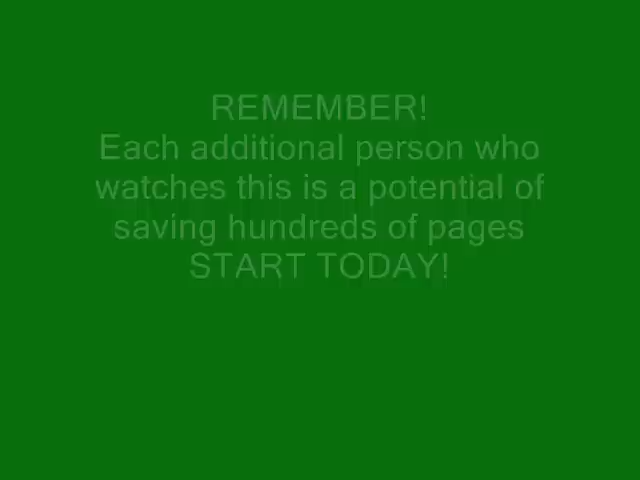 REMEMBER!
Each additional person who
watches this is a potential of
saving hundreds of pages
START TODAY!